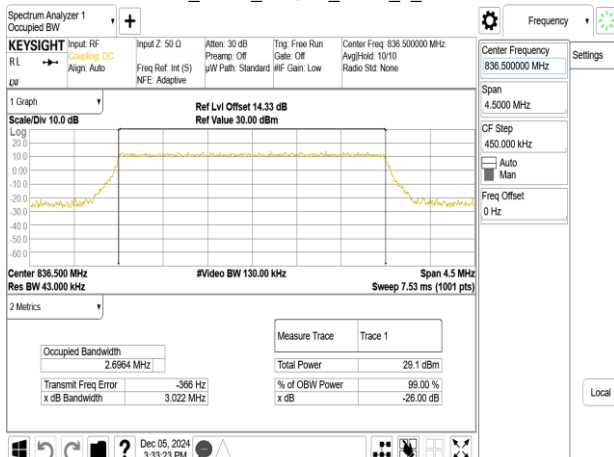 Spectrum Analyzer 1
Occupied BW
Frequency
KEYSIGHT
RL
LXI
Input: RF
Coupling: DC
Align: Auto
Input Z: 50 Ω
Freq Ref: Int (S)
NFE: Adaptive
Atten: 30 dB
Preamp: Off
µW Path: Standard
Trig: Free Run
Gate: Off
#IF Gain: Low
Center Freq: 836.500000 MHz
Avg|Hold: 10/10
Radio Std: None
Center Frequency
836.500000 MHz
Settings
Span
4.5000 MHz
CF Step
450.000 kHz
Auto
Man
Freq Offset
0 Hz
Local
1 Graph
Scale/Div 10.0 dB
Ref Lvl Offset 14.33 dB
Ref Value 30.00 dBm
Log
20.0
10.0
0.00
-10.0
-20.0
-30.0
-40.0
-50.0
-60.0
Center 836.500 MHz
Res BW 43.000 kHz
#Video BW 130.00 kHz
Span 4.5 MHz
Sweep 7.53 ms (1001 pts)
2 Metrics
Measure Trace
Trace 1
Occupied Bandwidth
2.6964 MHz
Total Power
29.1 dBm
Transmit Freq Error
-366 Hz
% of OBW Power
99.00 %
x dB Bandwidth
3.022 MHz
x dB
-26.00 dB
?
Dec 05, 2024
3:33:23 PM